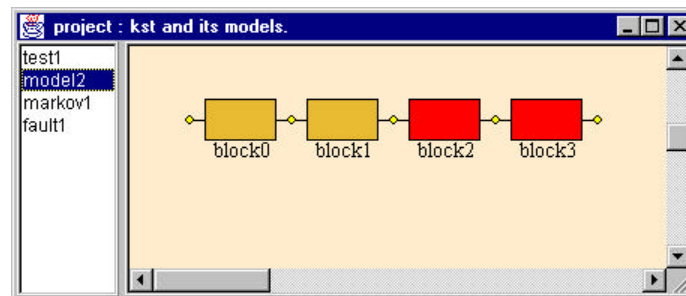 project : kst and its models.
test1
model2
markov1
fault1
block0 block1 block2 block3